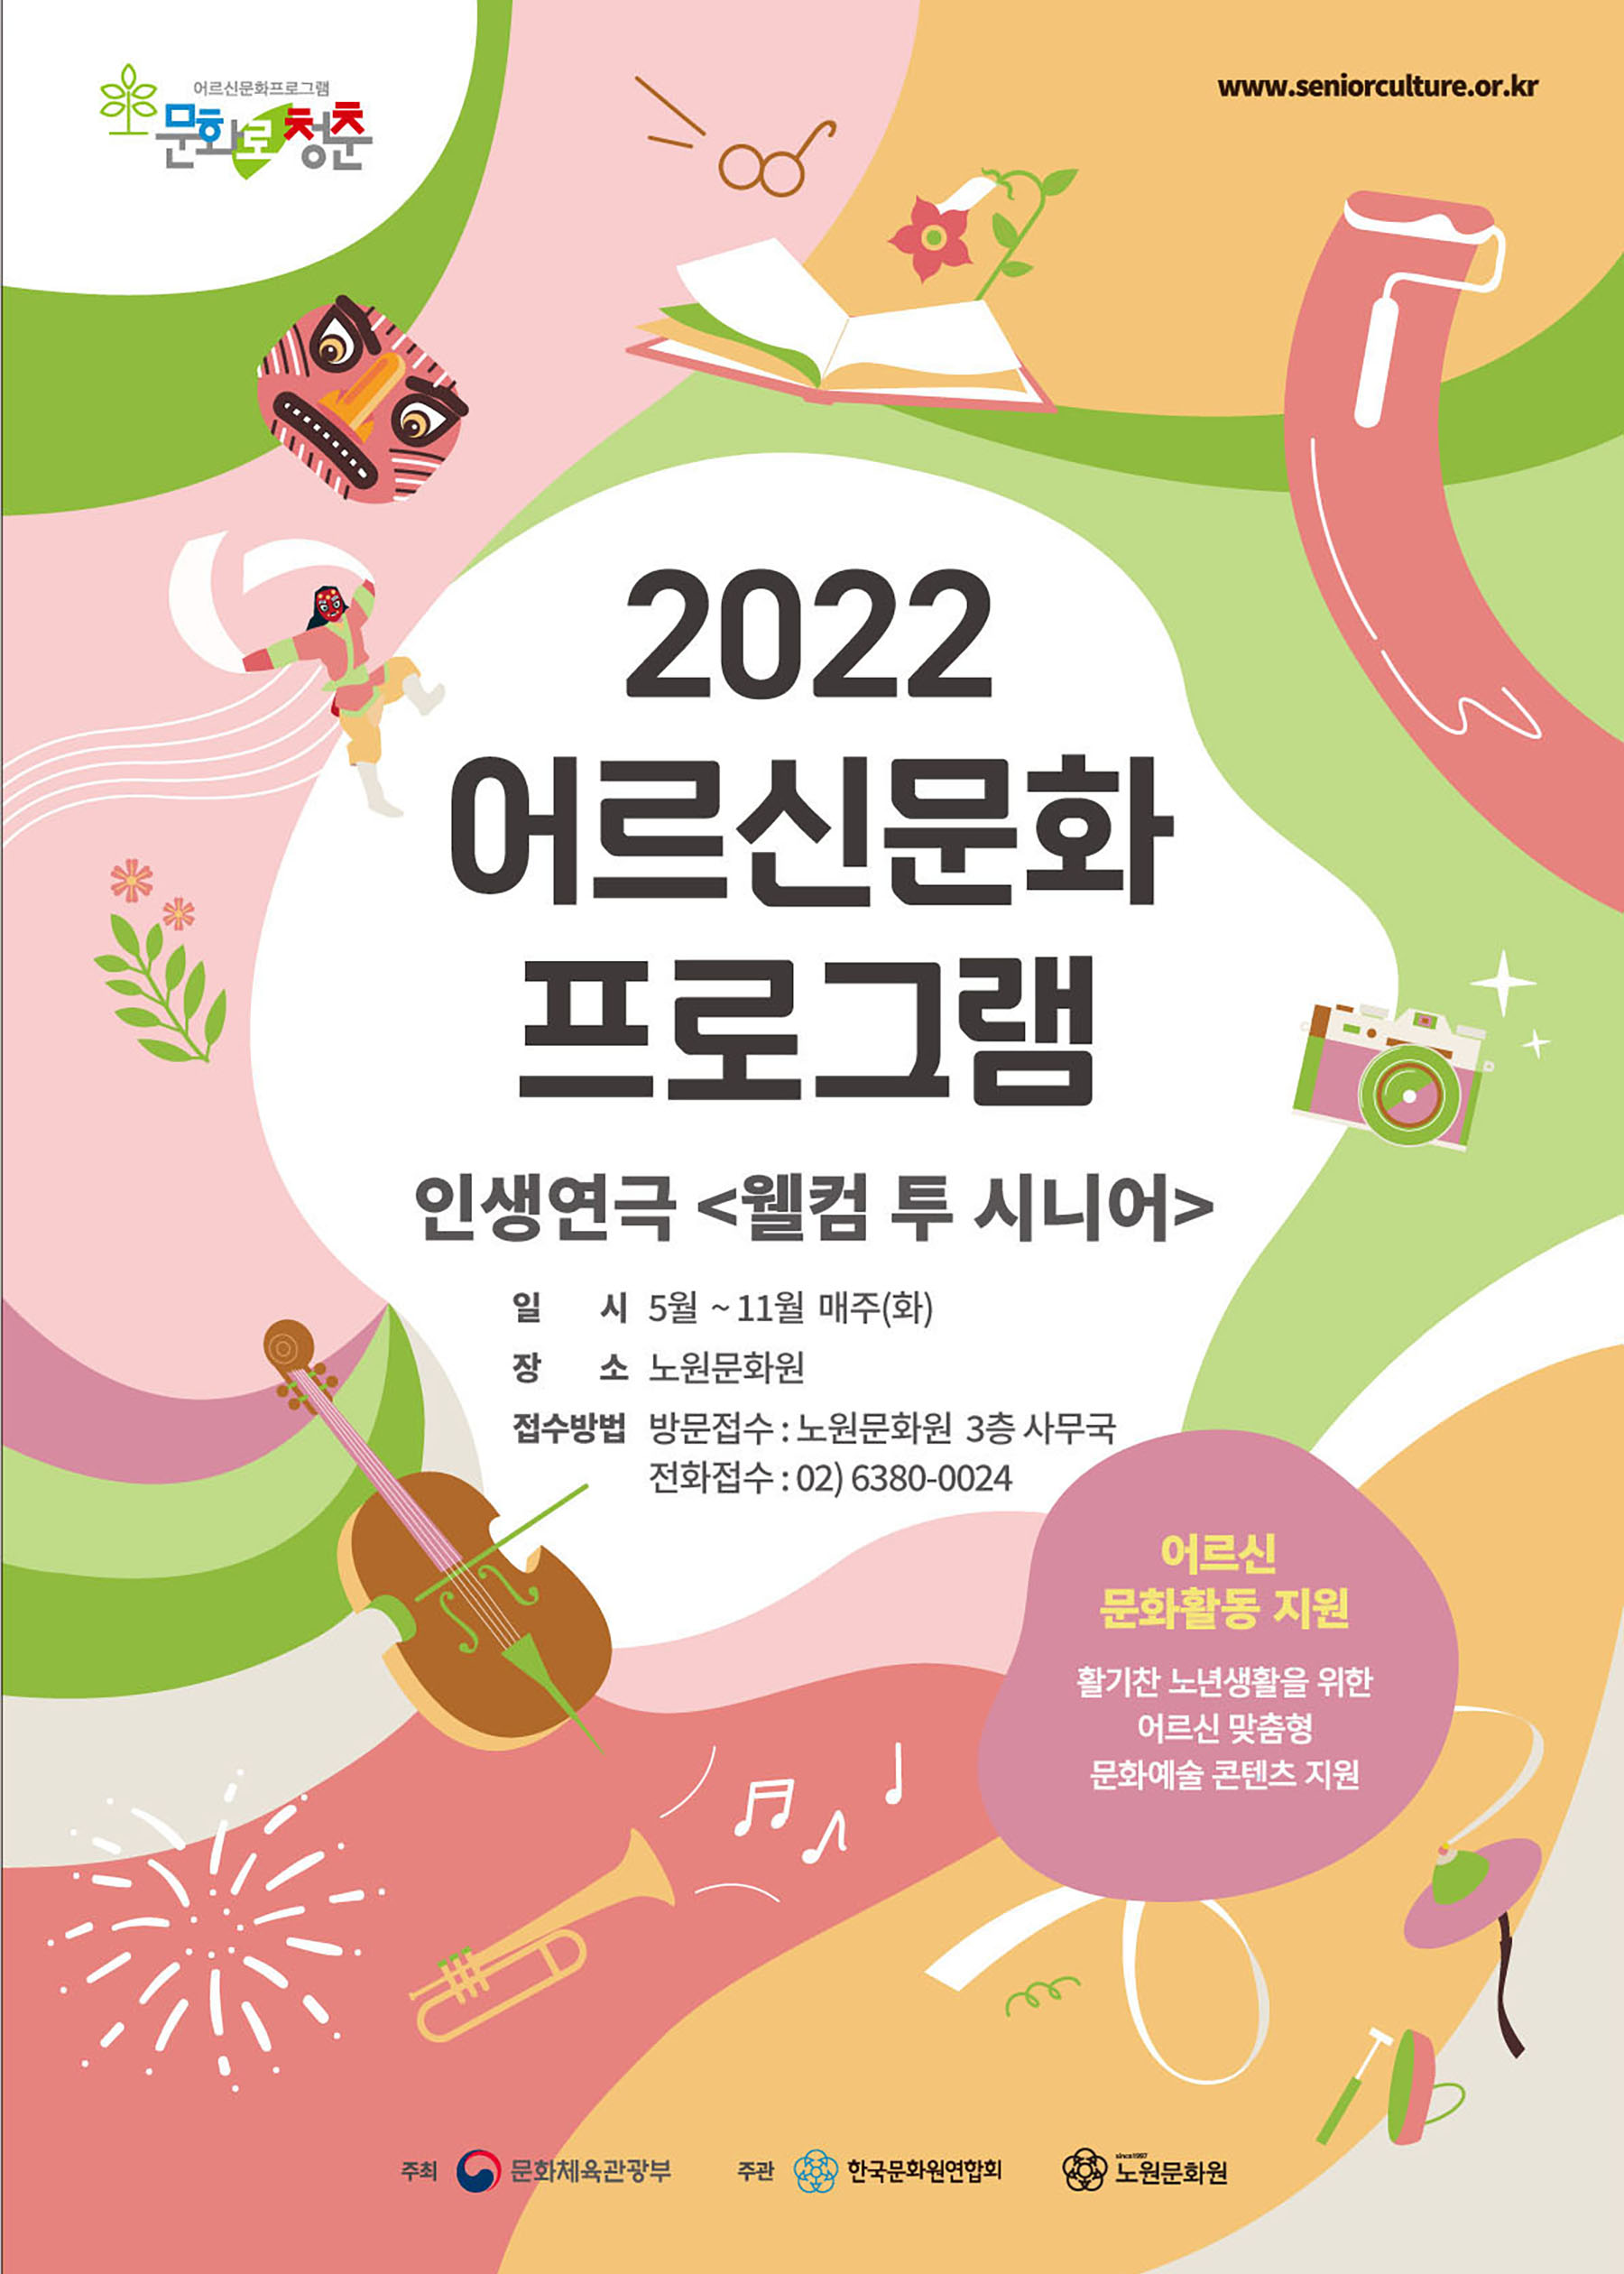 어르신문화프로그램
문화로청춘
www.seniorculture.or.kr
2022
어르신문화
프로그램
인생연극 <웰컴 투 시니어>
일 시 5월 ~ 11월 매주(화)
장 소 노원문화원
접수방법 방문접수 : 노원문화원 3층 사무국
전화접수 : 02) 6380-0024
어르신
문화활동 지원
활기찬 노년생활을 위한
어르신 맞춤형
문화예술 콘텐츠 지원
주최 문화체육관광부 주관 한국문화원연합회
since1997
노원문화원